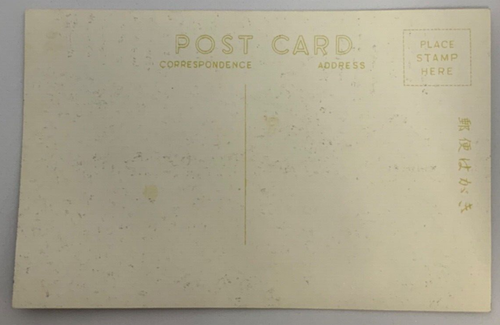 POST CARD
CORRESPONDENCE
ADDRESS
PLACE
STAMP
HERE
郵便はがき